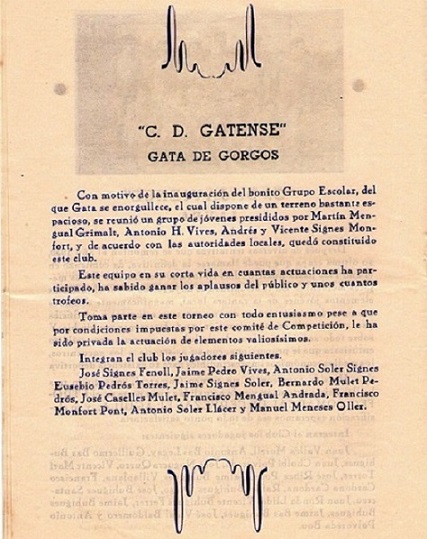 "C. D. GATENSE"
GATA DE GORGOS
Con motivo de la inauguración del bonito Grupo Escolar, del
que Gata se enorgullece, el cual dispone de un terreno bastante es-
pacioso, se reunió un grupo de jóvenes presididos por Martín Men-
gual Grimalt, Antonio H. Vives, Andrés y Vicente Signes Mon-
fort, y de acuerdo con las autoridades locales, quedó constituido
este club.
Este equipo en su corta vida en cuantas actuaciones ha par-
ticipado, ha sabido ganar los aplausos del público y unos cuantos
trofeos.
Toma parte en este torneo con todo entusiasmo pese a que
por condiciones impuestas por este comité de Competición, le ha
sido privada la actuación de elementos valiosísimos.
Integran el club los jugadores siguientes.
José Signes Fenoll, Jaime Pedro Vives, Antonio Soler Signes
Eusebio Pedrós Torres, Jaime Signes Soler, Bernardo Mulet Pe-
drós, José Caselles Mulet, Francisco Mengual Andrada, Francisco
Monfort Pont, Antonio Soler Llácer y Manuel Meneses Oller.